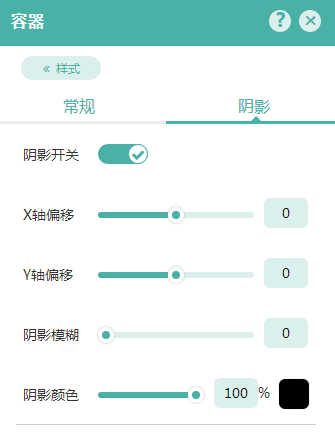 容器 ?
« 样式
常规 阴影
阴影开关
X轴偏移 0
Y轴偏移 0
阴影模糊 0
阴影颜色 100 %